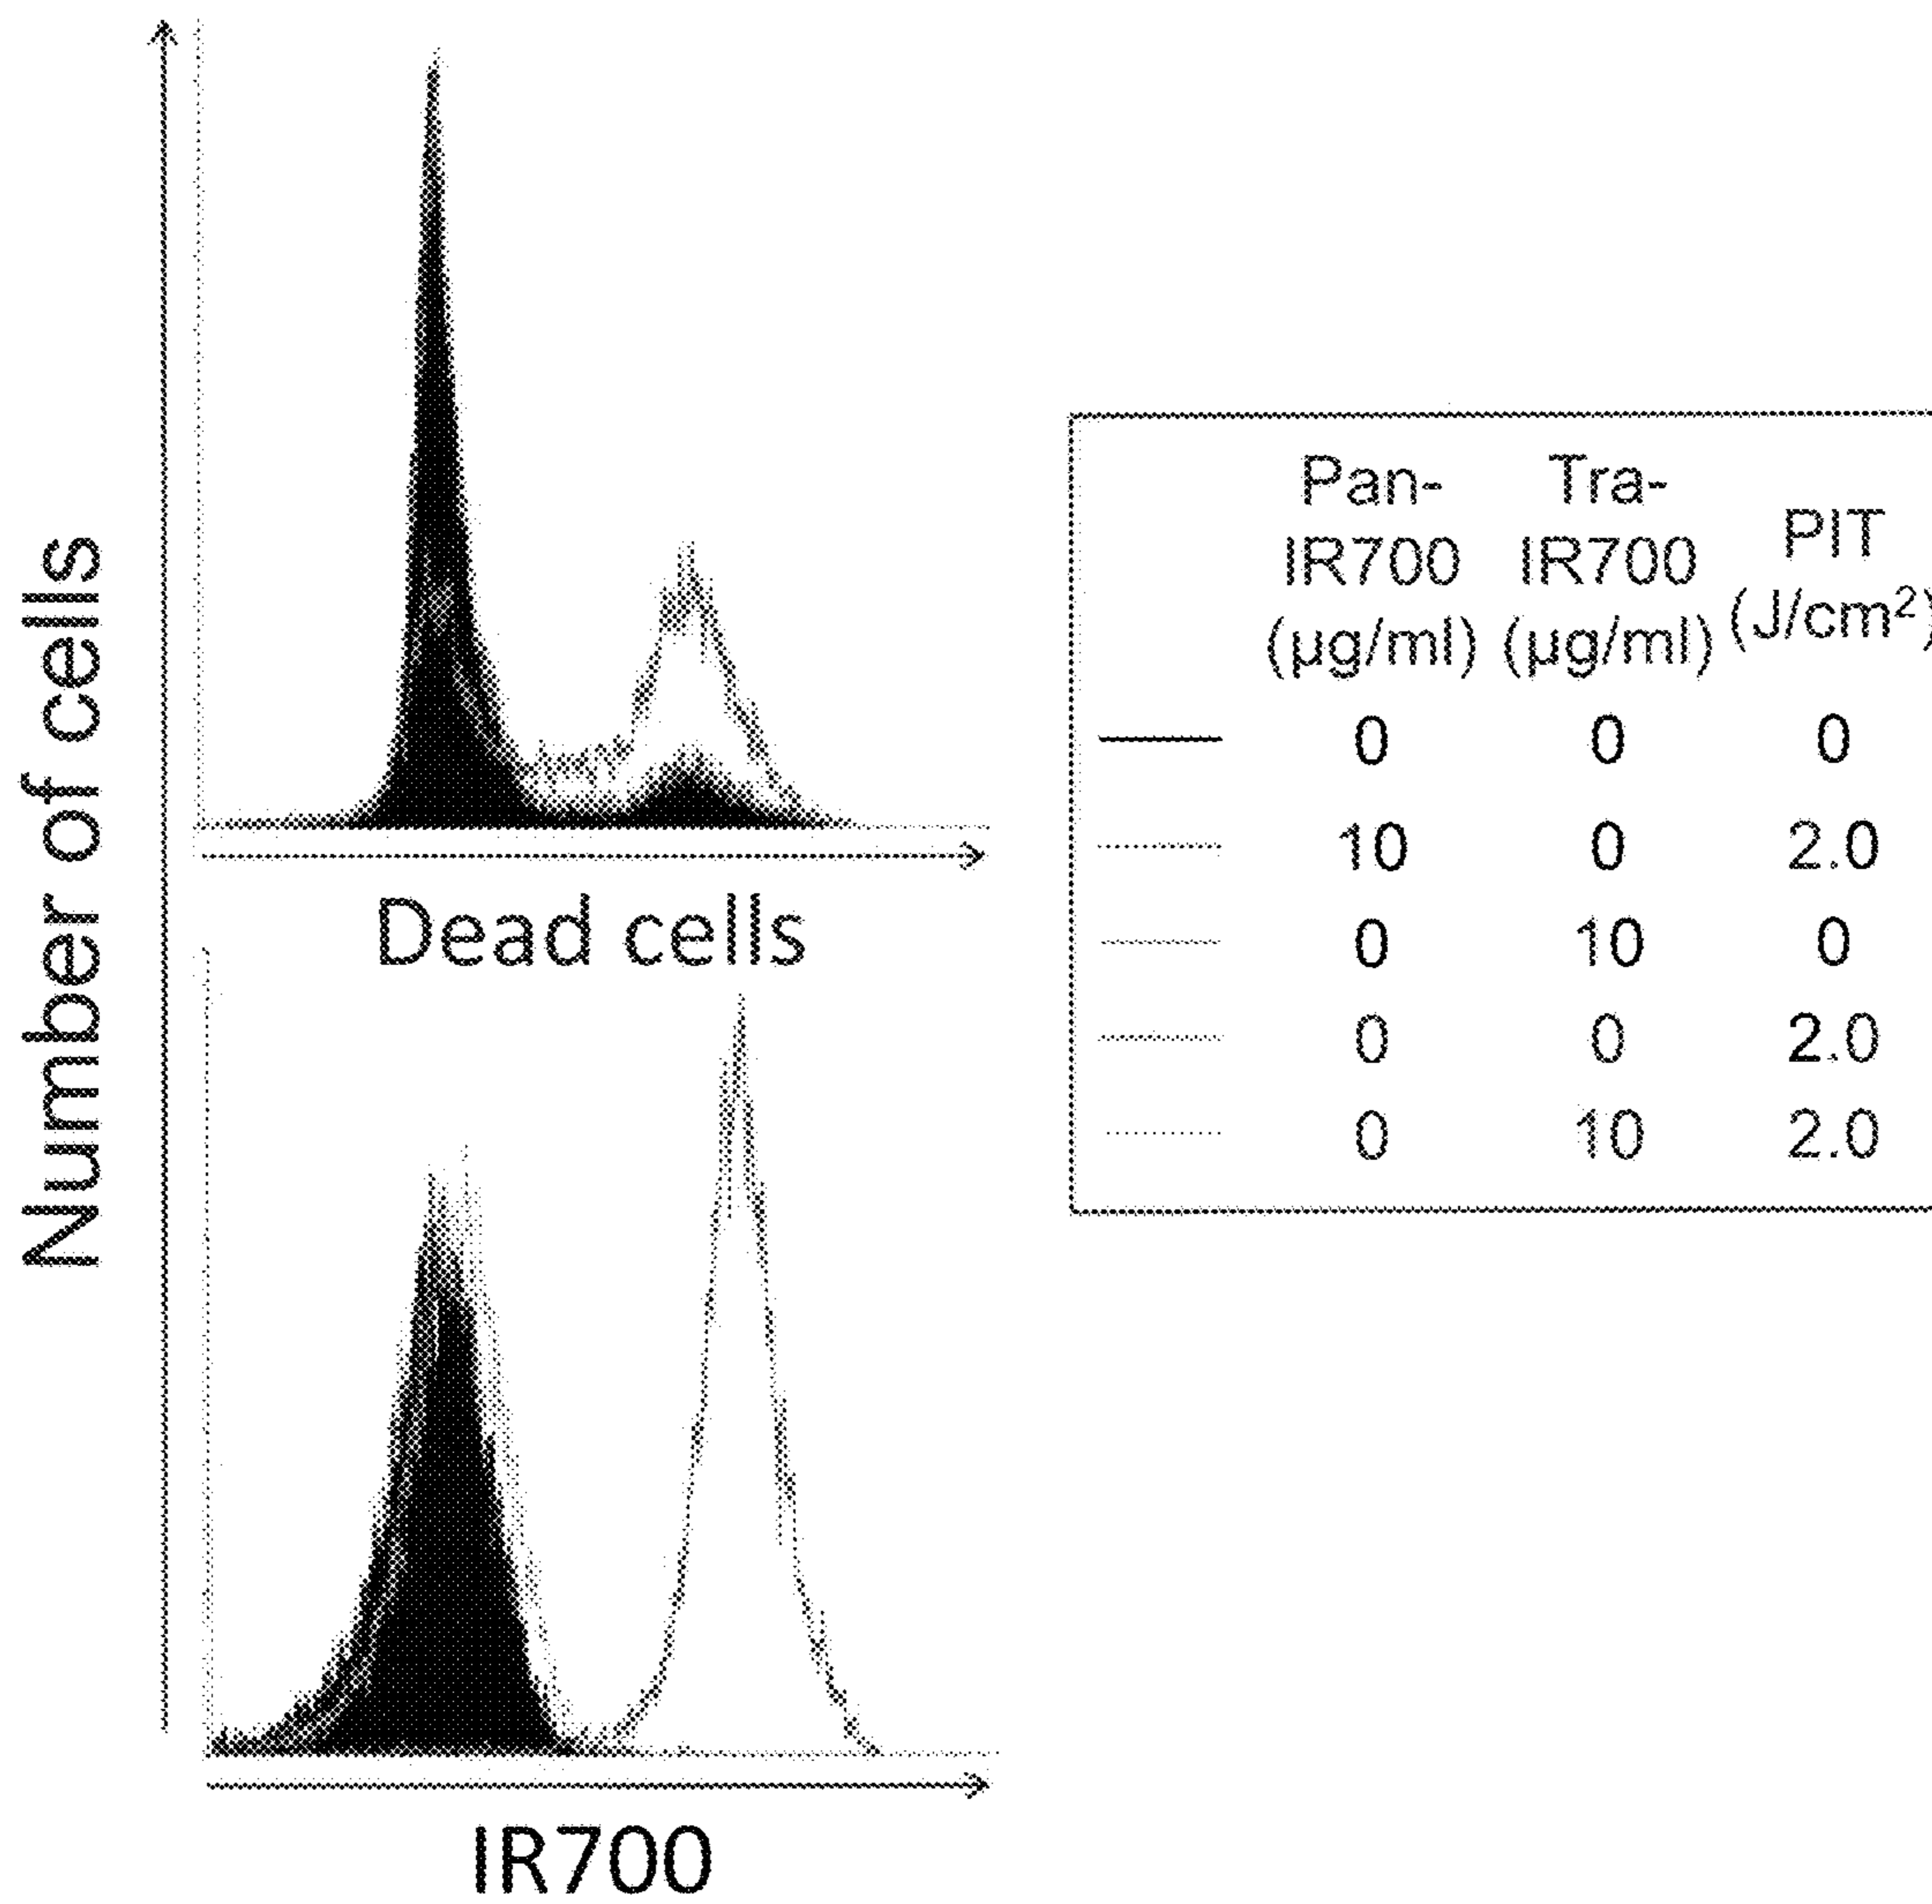 Number of cells
Dead cells
IR700
Pan- Tra-
IR700 IR700 PIT
(µg/ml) (µg/ml) (J/cm²)
0 0 0
10 0 2.0
0 10 0
0 0 2.0
0 10 2.0